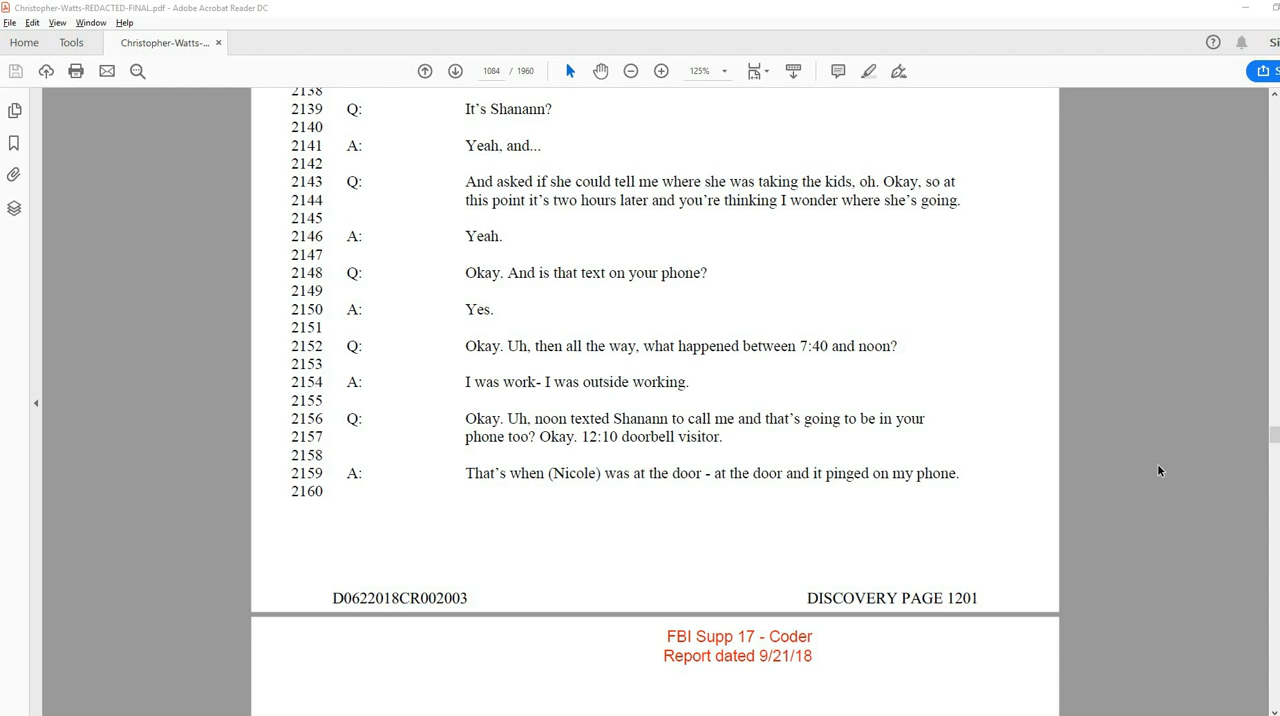 Christopher-Watts-REDACTED-FINAL.pdf - Adobe Acrobat Reader DC
File Edit View Window Help
Home Tools Christopher-Watts-... ×
1084 / 1960 125%
2138
2139 Q: It's Shanann?
2140
2141 A: Yeah, and...
2142
2143 Q: And asked if she could tell me where she was taking the kids, oh. Okay, so at
2144 this point it's two hours later and you're thinking I wonder where she's going.
2145
2146 A: Yeah.
2147
2148 Q: Okay. And is that text on your phone?
2149
2150 A: Yes.
2151
2152 Q: Okay. Uh, then all the way, what happened between 7:40 and noon?
2153
2154 A: I was work- I was outside working.
2155
2156 Q: Okay. Uh, noon texted Shanann to call me and that's going to be in your
2157 phone too? Okay. 12:10 doorbell visitor.
2158
2159 A: That's when (Nicole) was at the door - at the door and it pinged on my phone.
2160
D0622018CR002003 DISCOVERY PAGE 1201
FBI Supp 17 - Coder
Report dated 9/21/18